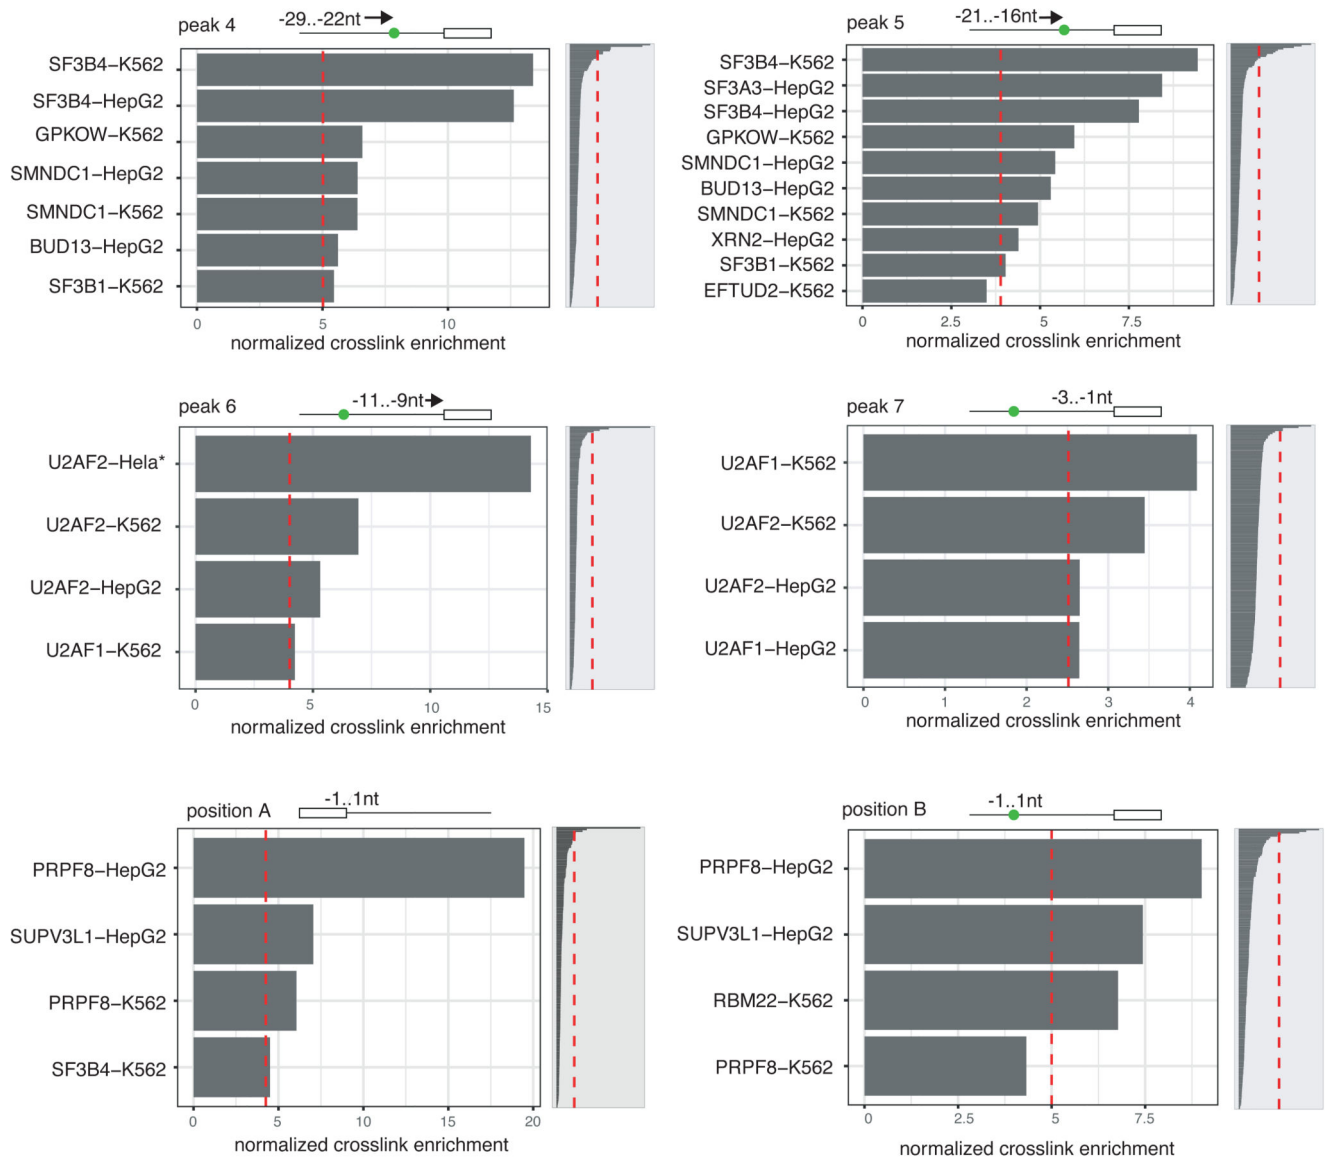 peak 4
-29..-22nt
SF3B4–K562
SF3B4–HepG2
GPKOW–K562
SMNDC1–HepG2
SMNDC1–K562
BUD13–HepG2
SF3B1–K562
0 5 10
normalized crosslink enrichment
peak 5
-21..-16nt
SF3B4–K562
SF3A3–HepG2
SF3B4–HepG2
GPKOW–K562
SMNDC1–HepG2
BUD13–HepG2
SMNDC1–K562
XRN2–HepG2
SF3B1–K562
EFTUD2–K562
0 2.5 5 7.5
normalized crosslink enrichment
peak 6
-11..-9nt
U2AF2–Hela*
U2AF2–K562
U2AF2–HepG2
U2AF1–K562
0 5 10 15
normalized crosslink enrichment
peak 7
-3..-1nt
U2AF1–K562
U2AF2–K562
U2AF2–HepG2
U2AF1–HepG2
0 1 2 3 4
normalized crosslink enrichment
position A
-1..1nt
PRPF8–HepG2
SUPV3L1–HepG2
PRPF8–K562
SF3B4–K562
0 5 10 15 20
normalized crosslink enrichment
position B
-1..1nt
PRPF8–HepG2
SUPV3L1–HepG2
RBM22–K562
PRPF8–K562
0 2.5 5 7.5
normalized crosslink enrichment